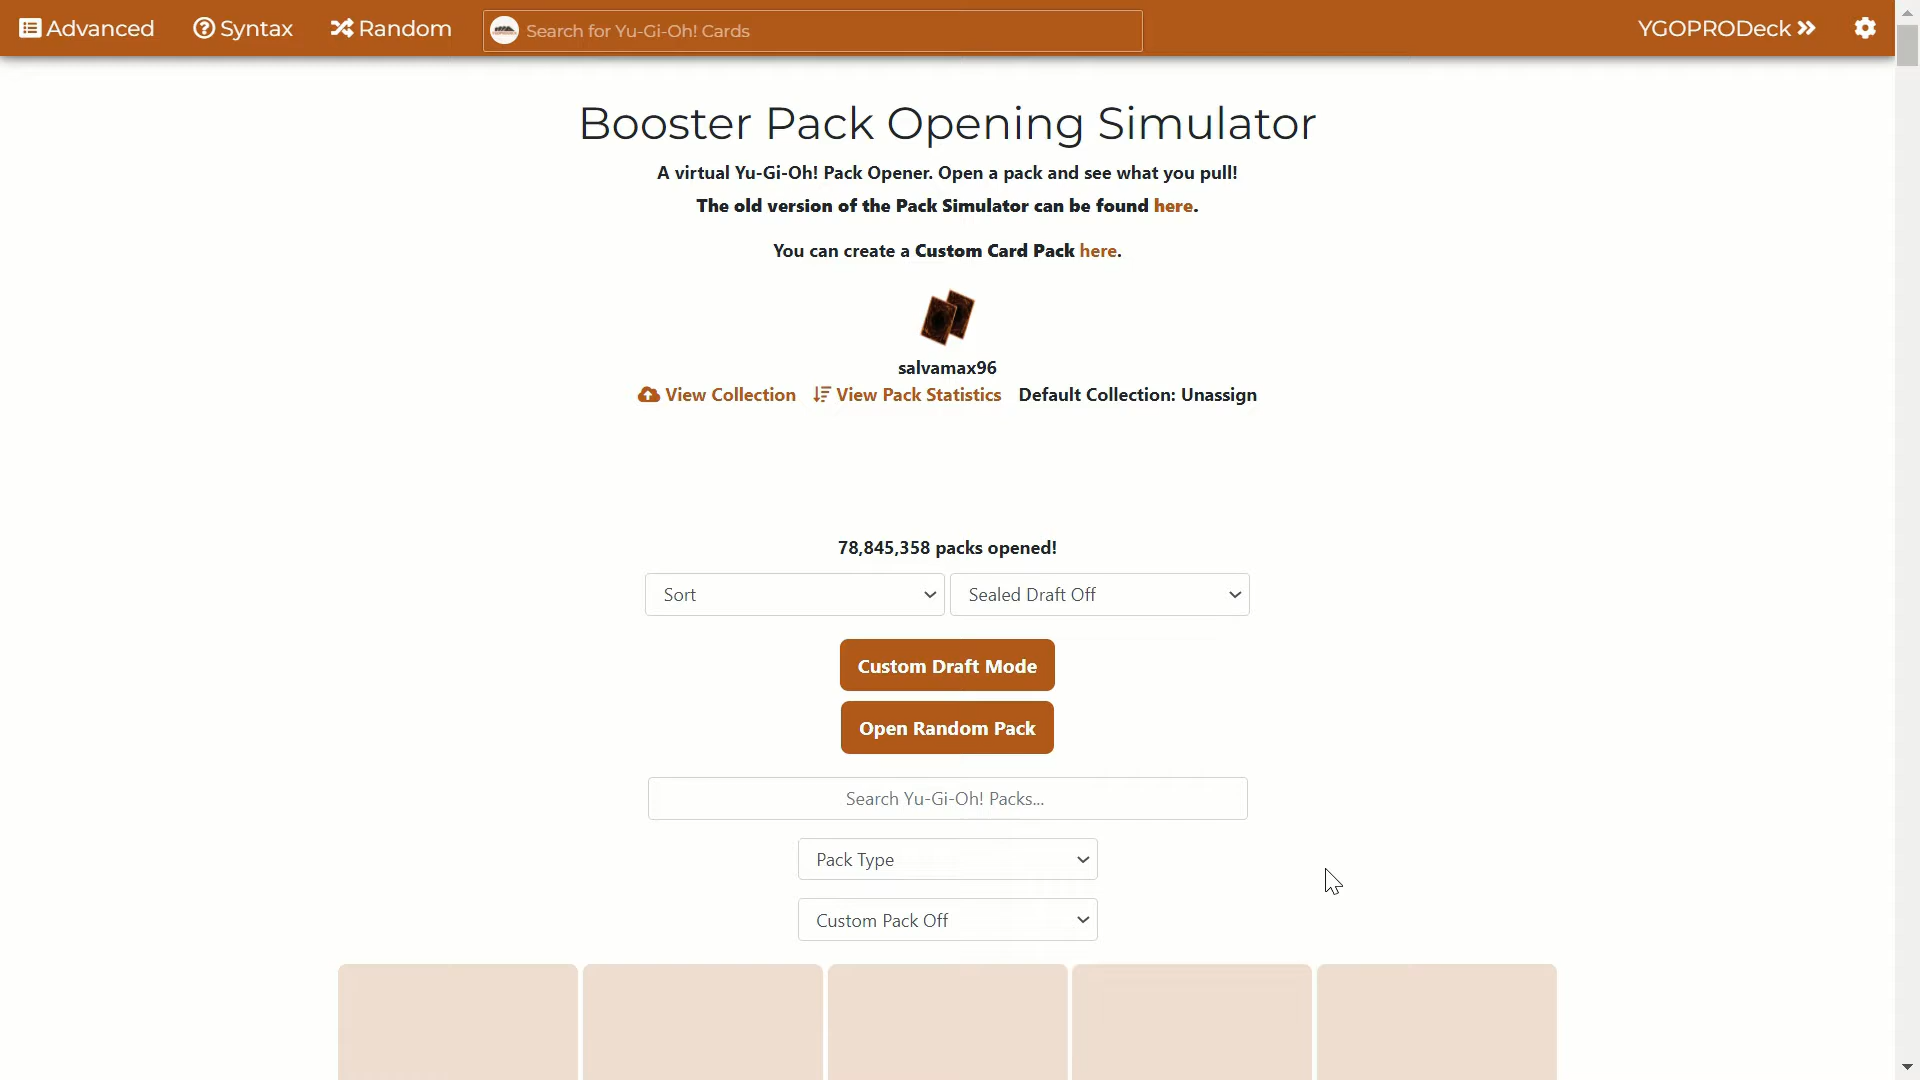 Advanced
Syntax
Random
Search for Yu-Gi-Oh! Cards
YGOPRODeck
Booster Pack Opening Simulator
A virtual Yu-Gi-Oh! Pack Opener. Open a pack and see what you pull!
The old version of the Pack Simulator can be found here.
You can create a Custom Card Pack here.
salvamax96
View Collection View Pack Statistics Default Collection: Unassign
78,845,358 packs opened!
Sort
Sealed Draft Off
Custom Draft Mode
Open Random Pack
Search Yu-Gi-Oh! Packs...
Pack Type
Custom Pack Off